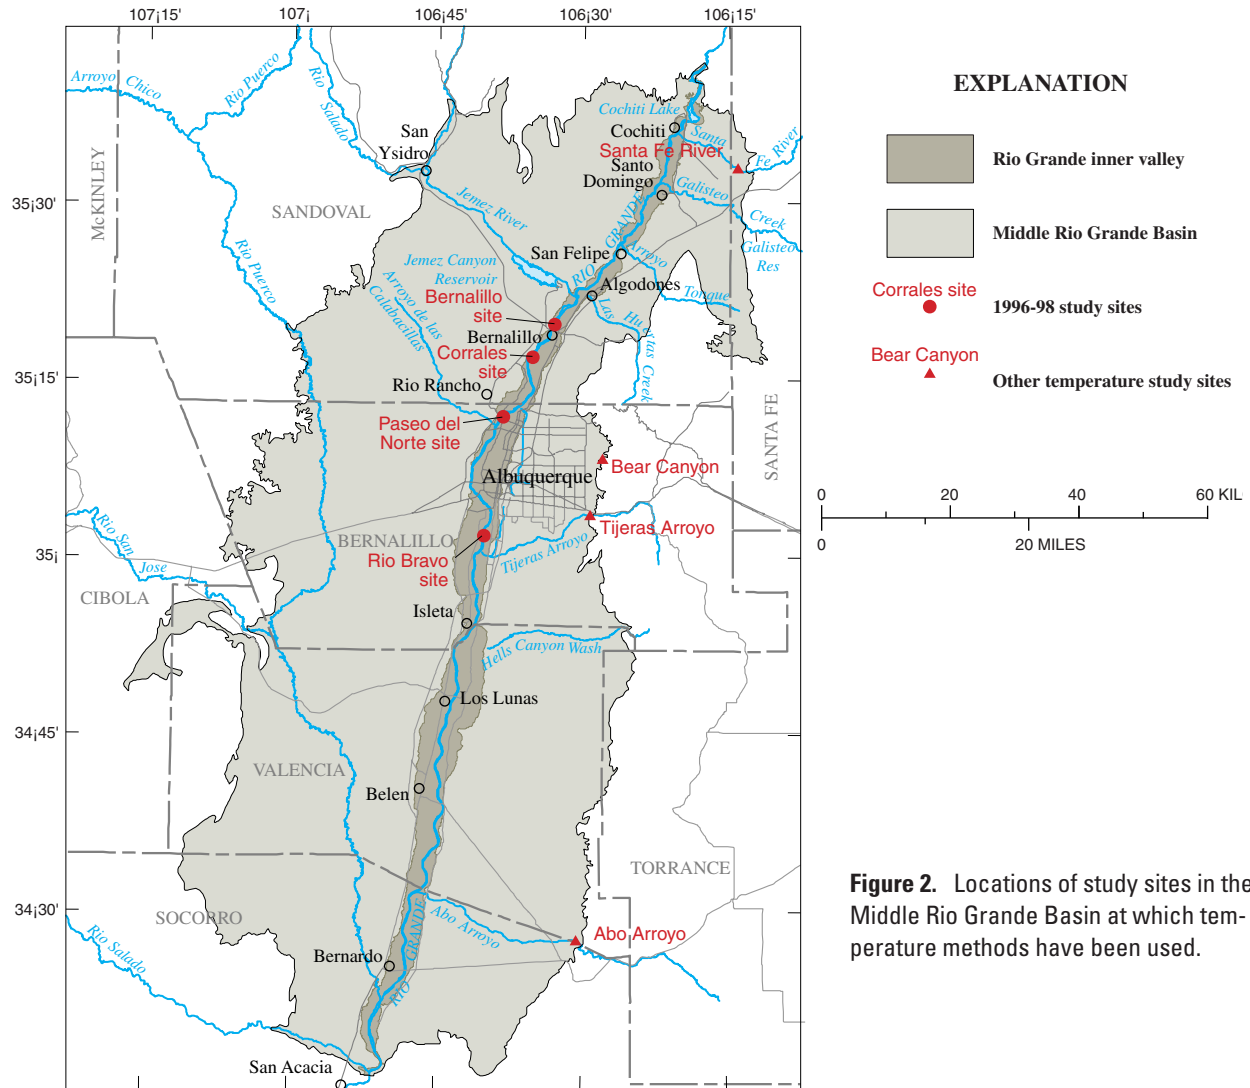 107¡15'
107¡
106¡45'
106¡30'
106¡15'
Arroyo Chico
Rio Puerco
Rio Salado
San
Ysidro
Cochiti Lake
Cochiti
Santa Fe River
Santa Fe River
Santo
Domingo
McKINLEY
SANDOVAL
35¡30'
Jemez River
Galisteo Creek
Galisteo
Res
RIO GRANDE
San Felipe
Arroyo Tonque
Rio Puerco
Jemez Canyon
Reservoir
Algodones
Arroyo de las
Calabacillas
Bernalillo
site
Las Huertas Creek
Bernalillo
Corrales
site
35¡15'
Rio Rancho
Paseo del
Norte site
SANTA FE
Bear Canyon
Albuquerque
Rio San Jose
Tijeras Arroyo
35¡
BERNALILLO
Tijeras Arroyo
Rio Bravo
site
CIBOLA
Isleta
Hells Canyon Wash
Los Lunas
34¡45'
VALENCIA
Belen
TORRANCE
34¡30'
SOCORRO
Abo Arroyo
Abo Arroyo
Rio Salado
RIO GRANDE
Bernardo
San Acacia
EXPLANATION
Rio Grande inner valley
Middle Rio Grande Basin
Corrales site
1996-98 study sites
Bear Canyon
Other temperature study sites
0 20 40 60 KIL
0 20 MILES
Figure 2. Locations of study sites in the
Middle Rio Grande Basin at which tem-
perature methods have been used.